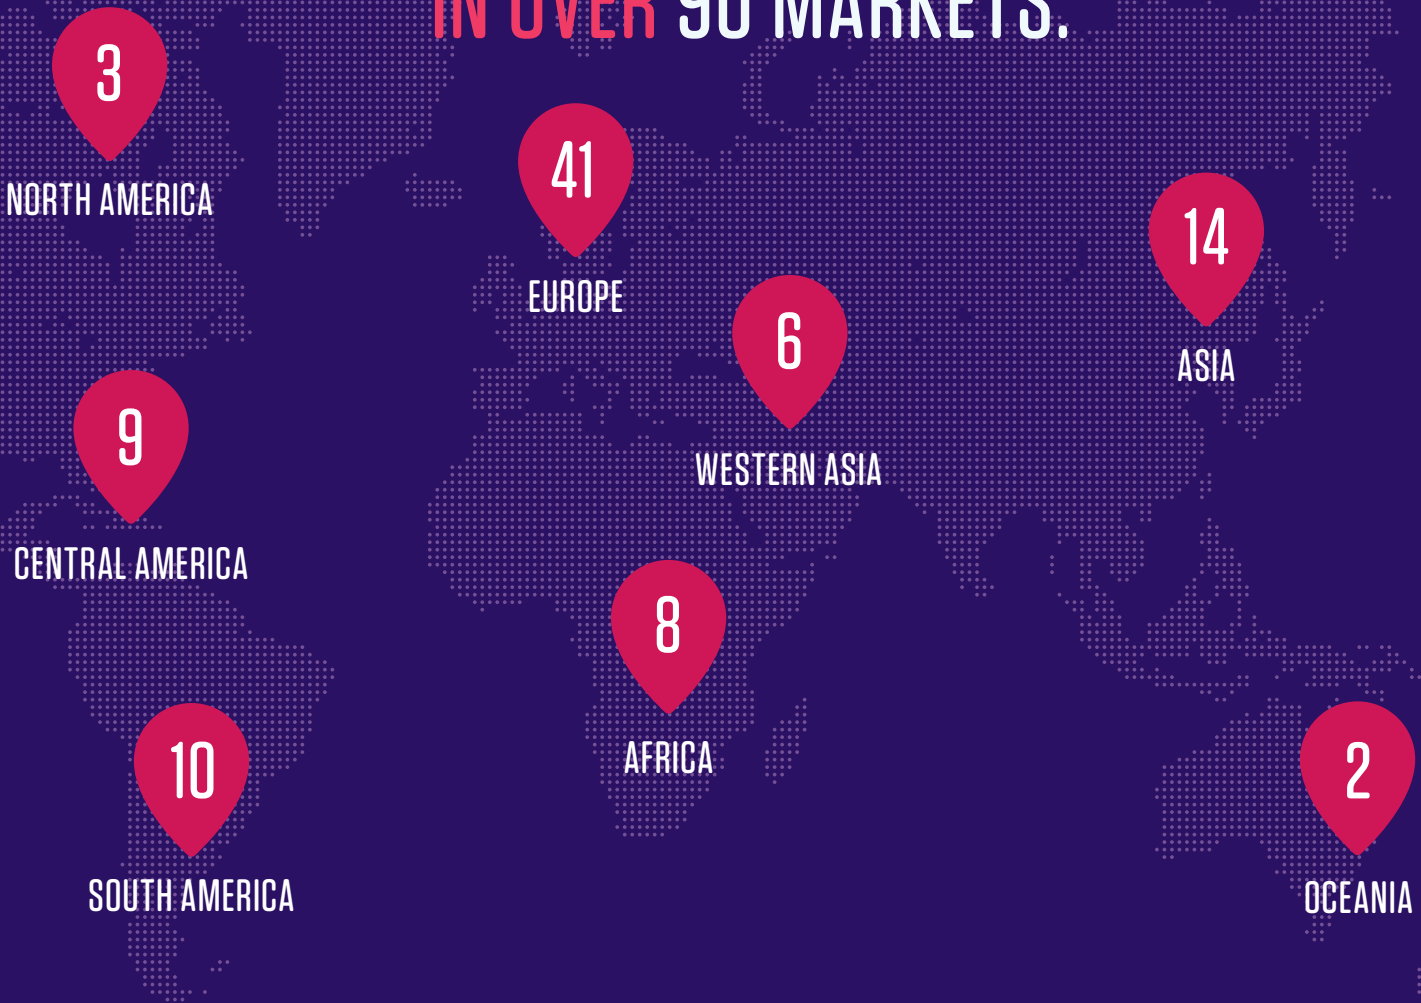 IN OVER 90 MARKETS.
3
NORTH AMERICA
41
EUROPE
14
ASIA
6
WESTERN ASIA
9
CENTRAL AMERICA
8
AFRICA
10
SOUTH AMERICA
2
OCEANIA